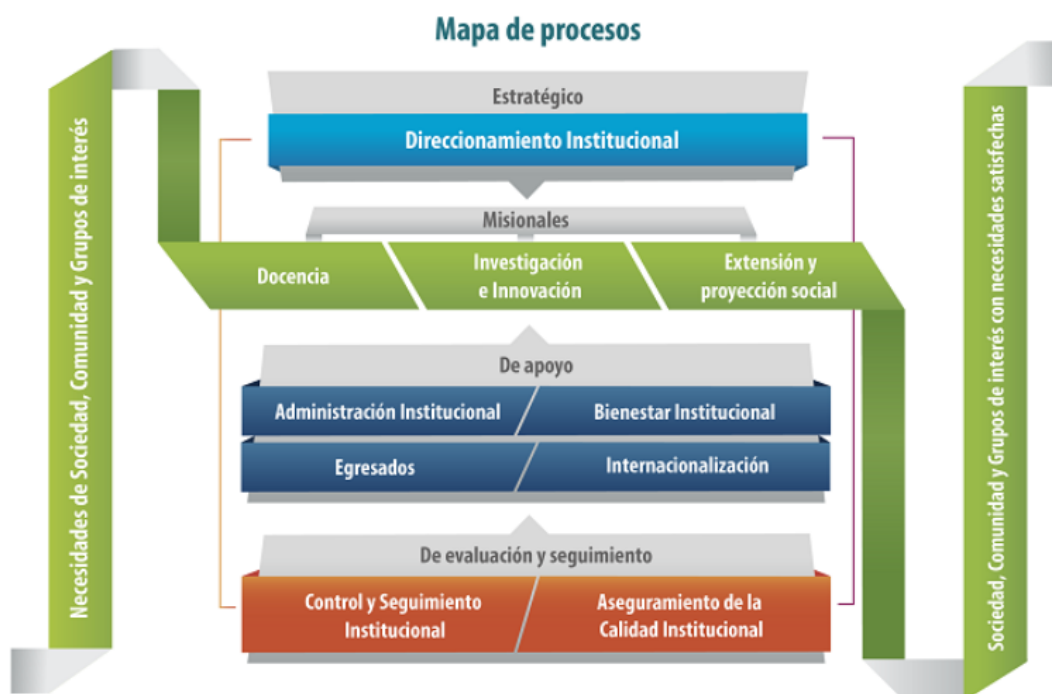 Mapa de procesos
Necesidades de Sociedad, Comunidad y Grupos de interés
Estratégico
Direccionamiento Institucional
Misionales
Docencia
Investigación
e Innovación
Extensión y
proyección social
De apoyo
Administración Institucional
Bienestar Institucional
Egresados
Internacionalización
De evaluación y seguimiento
Control y Seguimiento
Institucional
Aseguramiento de la
Calidad Institucional
Sociedad, Comunidad y Grupos de interés con necesidades satisfechas